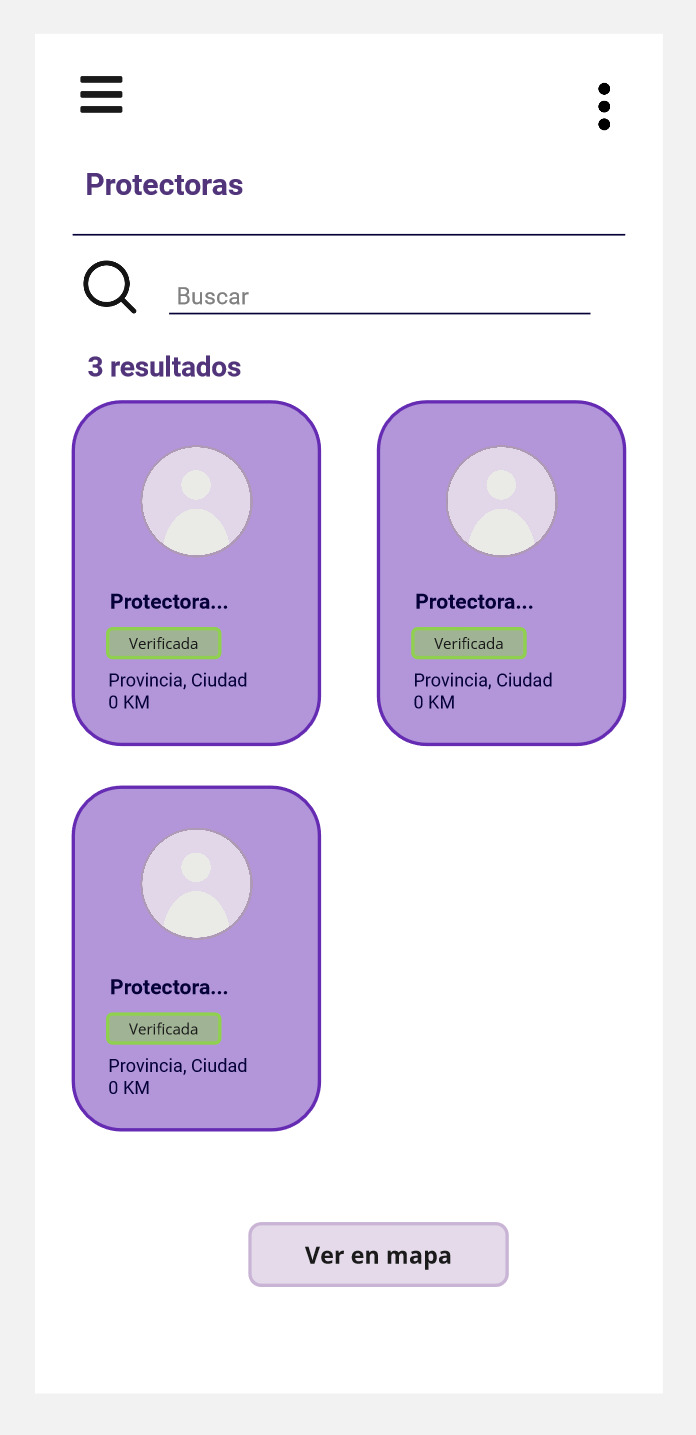 Protectoras
Buscar
3 resultados
Protectora...
Verificada
Provincia, Ciudad
0 KM
Protectora...
Verificada
Provincia, Ciudad
0 KM
Protectora...
Verificada
Provincia, Ciudad
0 KM
Ver en mapa